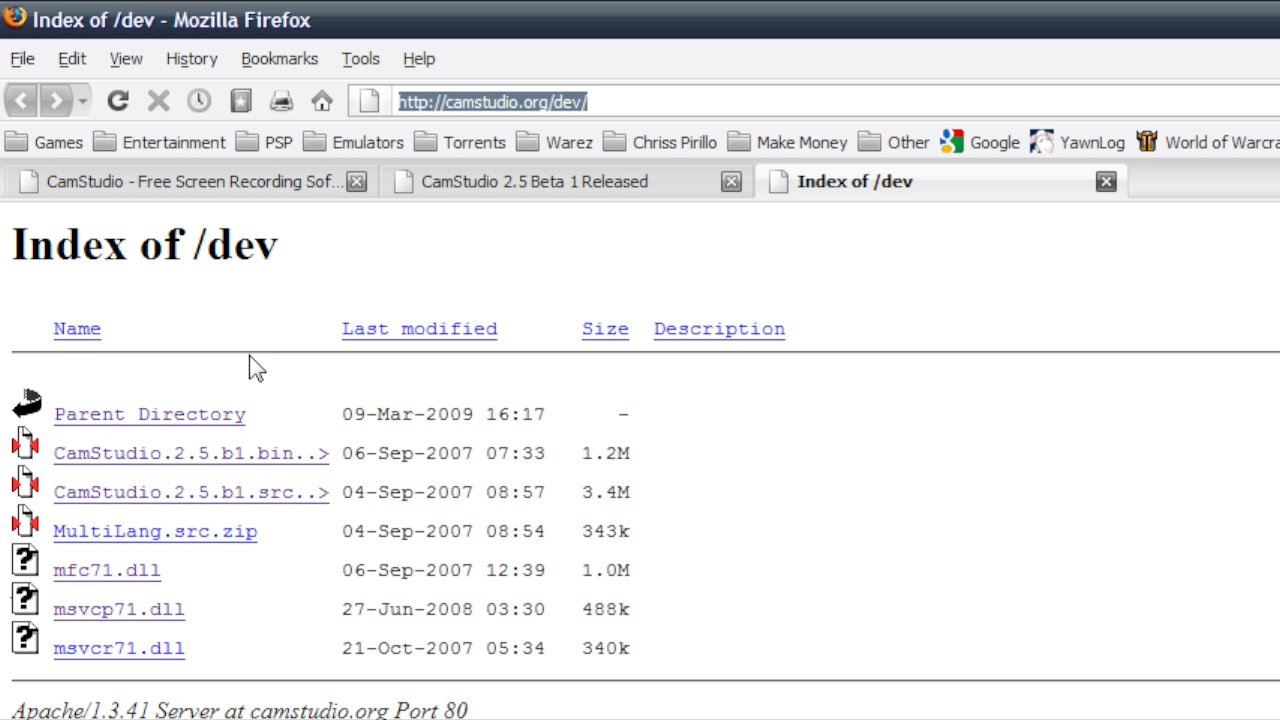 Index of /dev - Mozilla Firefox
File Edit View History Bookmarks Tools Help
http://camstudio.org/dev/
Games Entertainment PSP Emulators Torrents Warez Chriss Pirillo Make Money Other Google YawnLog World of Warcra
CamStudio - Free Screen Recording Sof... CamStudio 2.5 Beta 1 Released Index of /dev
Index of /dev
Name Last modified Size Description
Parent Directory 09-Mar-2009 16:17 -
CamStudio.2.5.b1.bin..> 06-Sep-2007 07:33 1.2M
CamStudio.2.5.b1.src..> 04-Sep-2007 08:57 3.4M
MultiLang.src.zip 04-Sep-2007 08:54 343k
mfc71.dll 06-Sep-2007 12:39 1.0M
msvcp71.dll 27-Jun-2008 03:30 488k
msvcr71.dll 21-Oct-2007 05:34 340k
Apache/1.3.41 Server at camstudio.org Port 80